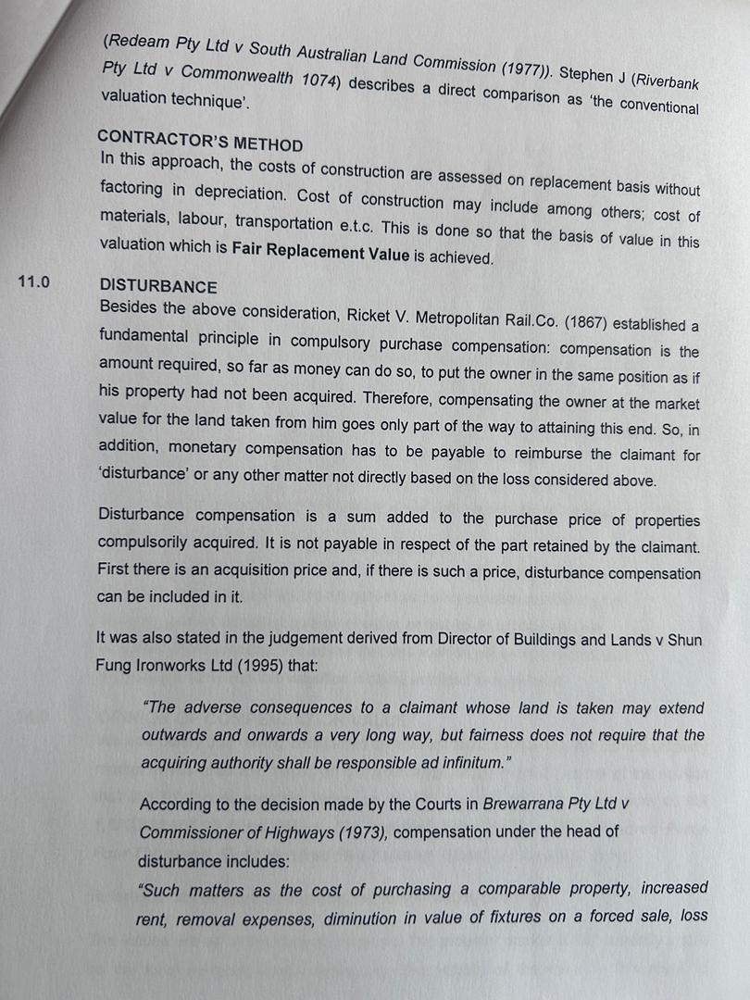 (Redeam Pty Ltd v South Australian Land Commission (1977)). Stephen J (Riverbank
Pty Ltd v Commonwealth 1074) describes a direct comparison as ‘the conventional
valuation technique’.
CONTRACTOR’S METHOD
In this approach, the costs of construction are assessed on replacement basis without
factoring in depreciation. Cost of construction may include among others; cost of
materials, labour, transportation e.t.c. This is done so that the basis of value in this
valuation which is Fair Replacement Value is achieved.
11.0 DISTURBANCE
Besides the above consideration, Ricket V. Metropolitan Rail.Co. (1867) established a
fundamental principle in compulsory purchase compensation: compensation is the
amount required, so far as money can do so, to put the owner in the same position as if
his property had not been acquired. Therefore, compensating the owner at the market
value for the land taken from him goes only part of the way to attaining this end. So, in
addition, monetary compensation has to be payable to reimburse the claimant for
‘disturbance’ or any other matter not directly based on the loss considered above.
Disturbance compensation is a sum added to the purchase price of properties
compulsorily acquired. It is not payable in respect of the part retained by the claimant.
First there is an acquisition price and, if there is such a price, disturbance compensation
can be included in it.
It was also stated in the judgement derived from Director of Buildings and Lands v Shun
Fung Ironworks Ltd (1995) that:
“The adverse consequences to a claimant whose land is taken may extend
outwards and onwards a very long way, but fairness does not require that the
acquiring authority shall be responsible ad infinitum.”
According to the decision made by the Courts in Brewarrana Pty Ltd v
Commissioner of Highways (1973), compensation under the head of
disturbance includes:
“Such matters as the cost of purchasing a comparable property, increased
rent, removal expenses, diminution in value of fixtures on a forced sale, loss